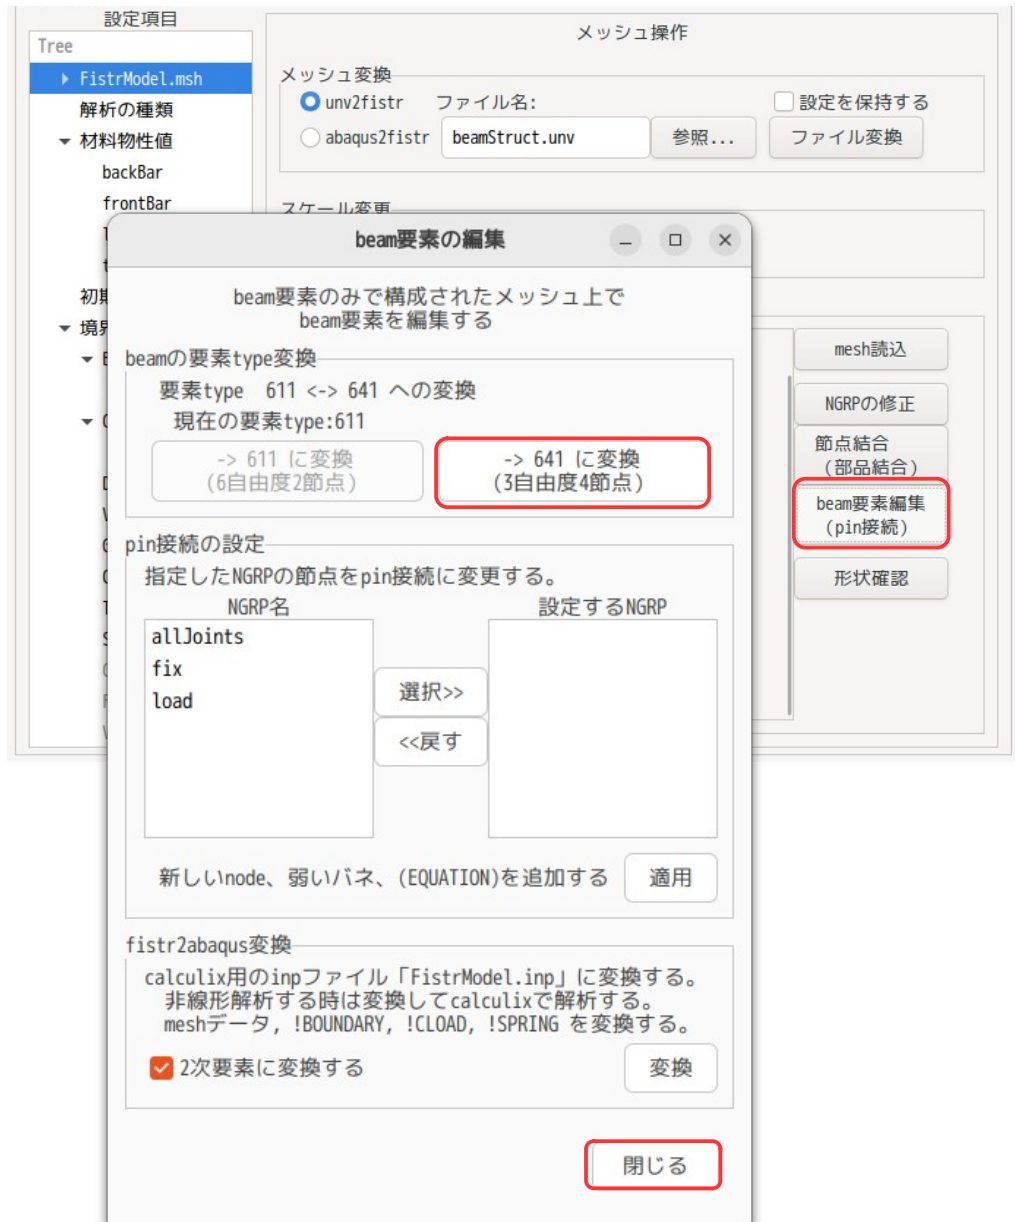 設定項目
Tree
FistrModel.msh
解析の種類
材料物性値
backBar
frontBar
初期
境界
メッシュ操作
メッシュ変換
unv2fistr ファイル名: 設定を保持する
abaqus2fistr beamStruct.unv 参照... ファイル変換
スケール変更
mesh読込
NGRPの修正
節点結合
(部品結合)
beam要素編集
(pin接続)
形状確認
beam要素の編集
beam要素のみで構成されたメッシュ上で
beam要素を編集する
beamの要素type変換
要素type 611 <-> 641 への変換
現在の要素type:611
-> 611 に変換
(6自由度2節点)
-> 641 に変換
(3自由度4節点)
pin接続の設定
指定したNGRPの節点をpin接続に変更する。
NGRP名 設定するNGRP
allJoints
fix
load
選択>>
<<戻す
新しいnode、弱いバネ、(EQUATION)を追加する 適用
fistr2abaqus変換
calculix用のinpファイル「FistrModel.inp」に変換する。
非線形解析する時は変換してcalculixで解析する。
meshデータ, !BOUNDARY, !CLOAD, !SPRING を変換する。
2次要素に変換する 変換
閉じる